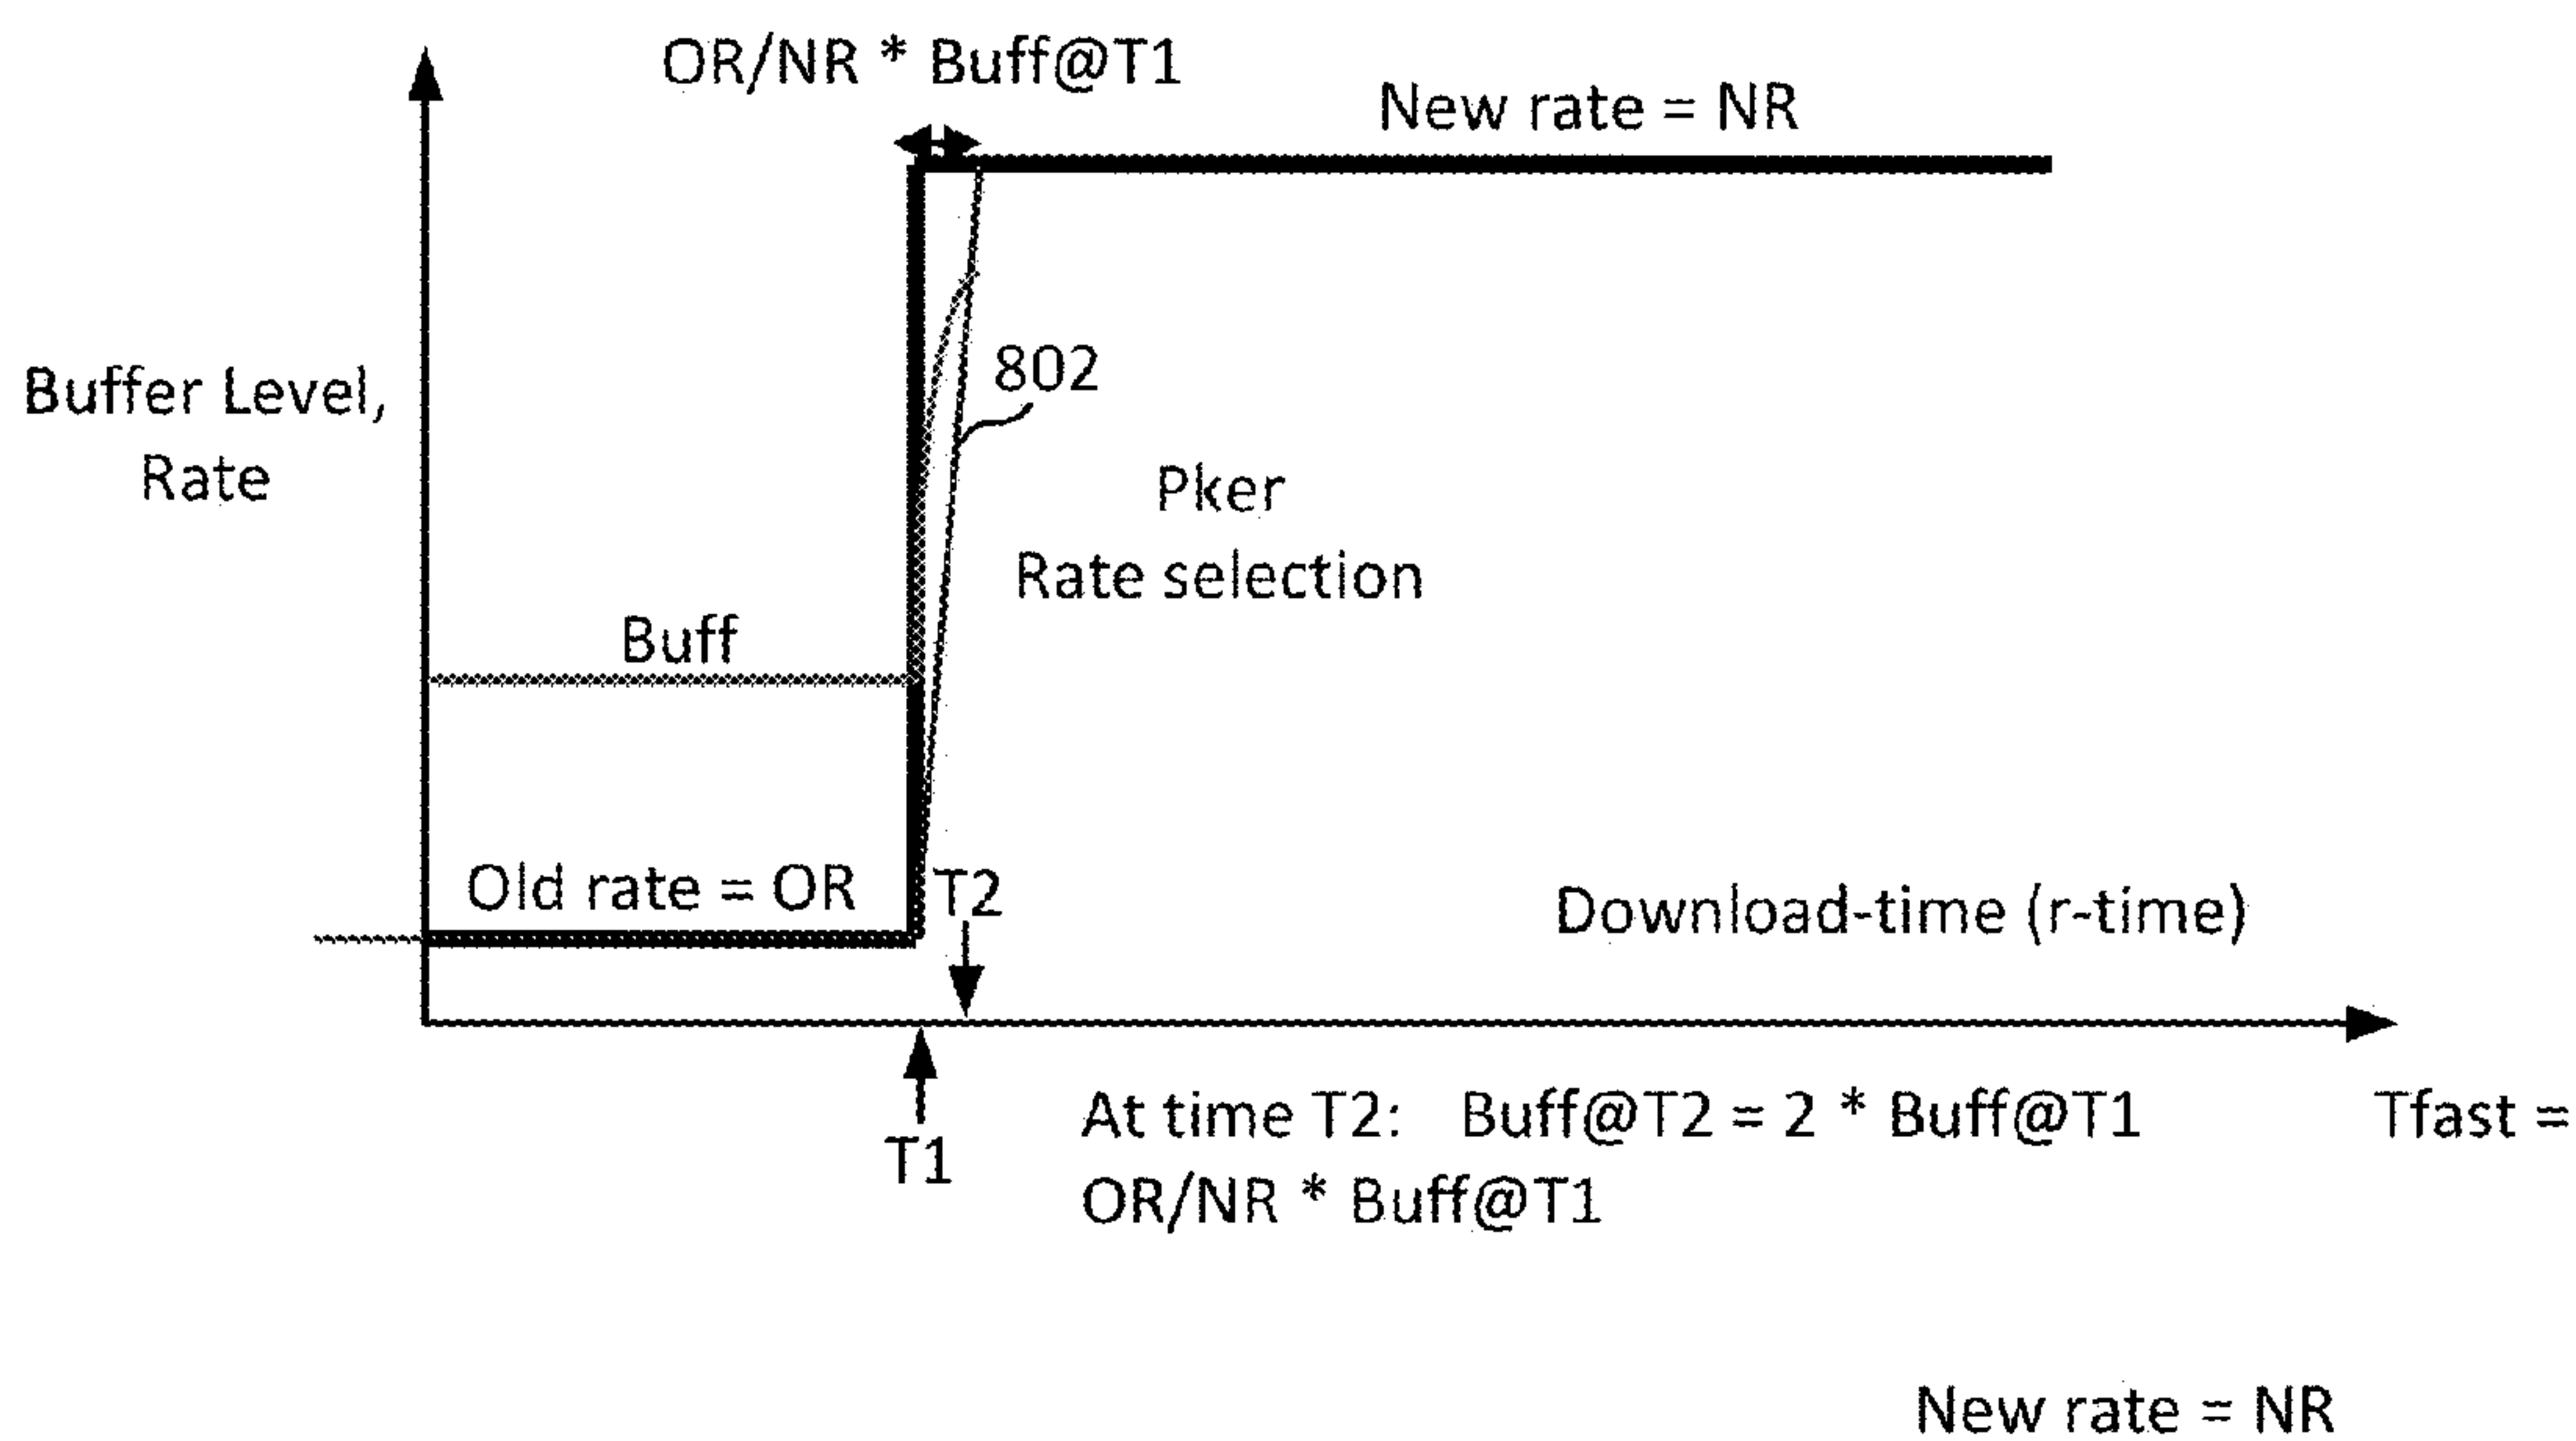 OR/NR * Buff@T1
New rate = NR
Buffer Level,
Rate
802
Pker
Rate selection
Buff
Old rate = OR
T2
Download-time (r-time)
T1
At time T2: Buff@T2 = 2 * Buff@T1 Tfast =
OR/NR * Buff@T1
New rate = NR